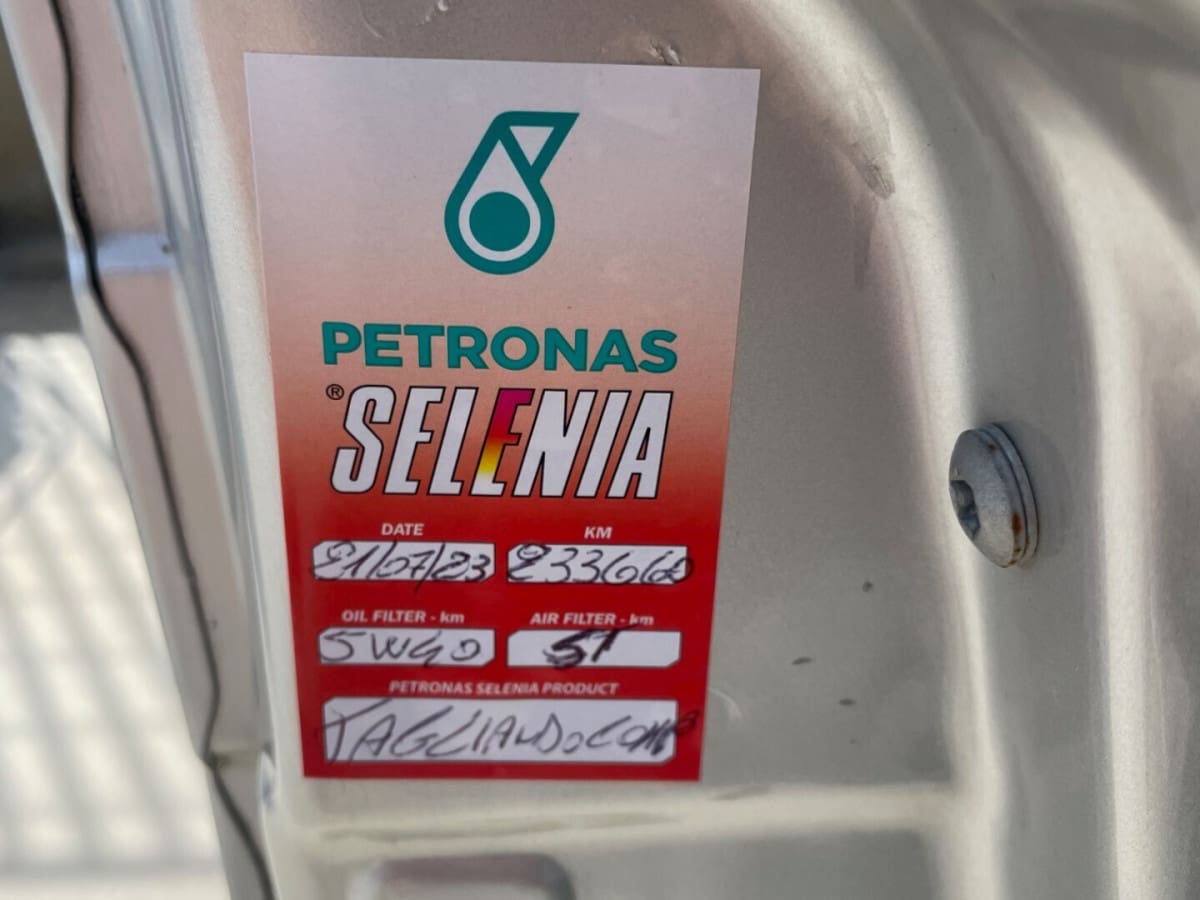 PETRONAS
®SELENIA
DATE KM
21/07/23 233660
OIL FILTER - km AIR FILTER - km
5W40 5T
PETRONAS SELENIA PRODUCT
TAGLIANDO COMP